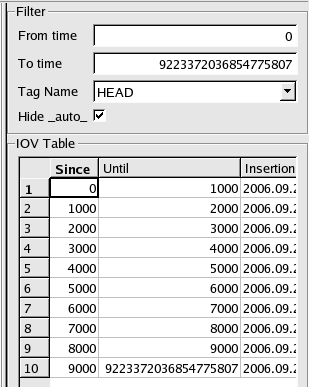 Filter
From time 0
To time 9223372036854775807
Tag Name HEAD
Hide _auto_
IOV Table
Since Until Insertion
1 0 1000 2006.09.2
2 1000 2000 2006.09.2
3 2000 3000 2006.09.2
4 3000 4000 2006.09.2
5 4000 5000 2006.09.2
6 5000 6000 2006.09.2
7 6000 7000 2006.09.2
8 7000 8000 2006.09.2
9 8000 9000 2006.09.2
10 9000 9223372036854775807 2006.09.2